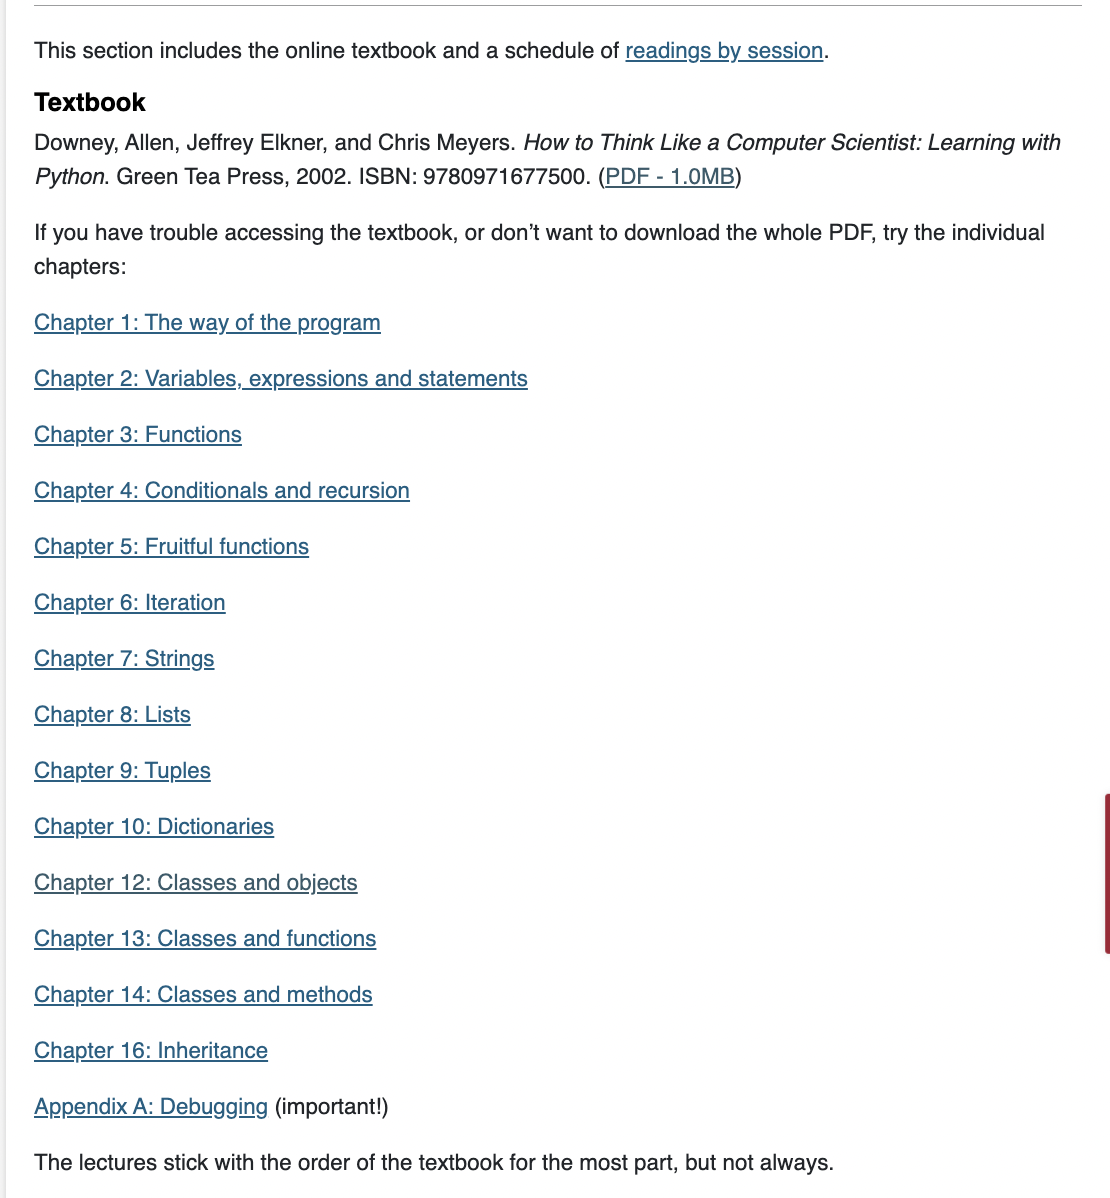 This section includes the online textbook and a schedule of readings by session.
Textbook
Downey, Allen, Jeffrey Elkner, and Chris Meyers. How to Think Like a Computer Scientist: Learning with
Python. Green Tea Press, 2002. ISBN: 9780971677500. (PDF - 1.0MB)
If you have trouble accessing the textbook, or don’t want to download the whole PDF, try the individual
chapters:
Chapter 1: The way of the program
Chapter 2: Variables, expressions and statements
Chapter 3: Functions
Chapter 4: Conditionals and recursion
Chapter 5: Fruitful functions
Chapter 6: Iteration
Chapter 7: Strings
Chapter 8: Lists
Chapter 9: Tuples
Chapter 10: Dictionaries
Chapter 12: Classes and objects
Chapter 13: Classes and functions
Chapter 14: Classes and methods
Chapter 16: Inheritance
Appendix A: Debugging (important!)
The lectures stick with the order of the textbook for the most part, but not always.